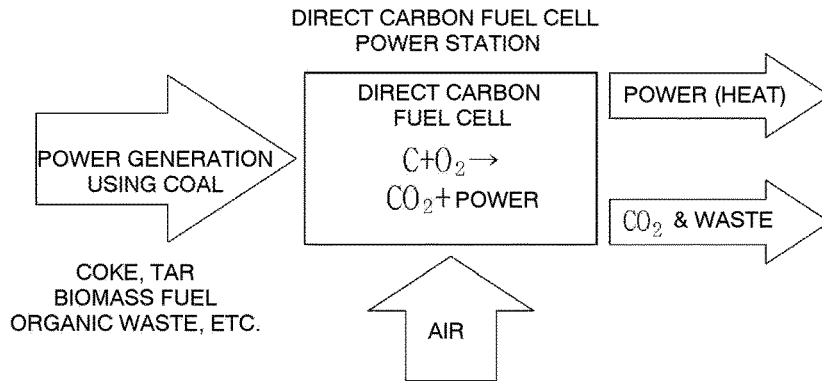 DIRECT CARBON FUEL CELL
POWER STATION
DIRECT CARBON
FUEL CELL
C+O₂→
CO₂+POWER
POWER GENERATION
USING COAL
COKE, TAR
BIOMASS FUEL
ORGANIC WASTE, ETC.
AIR
POWER (HEAT)
CO₂ & WASTE